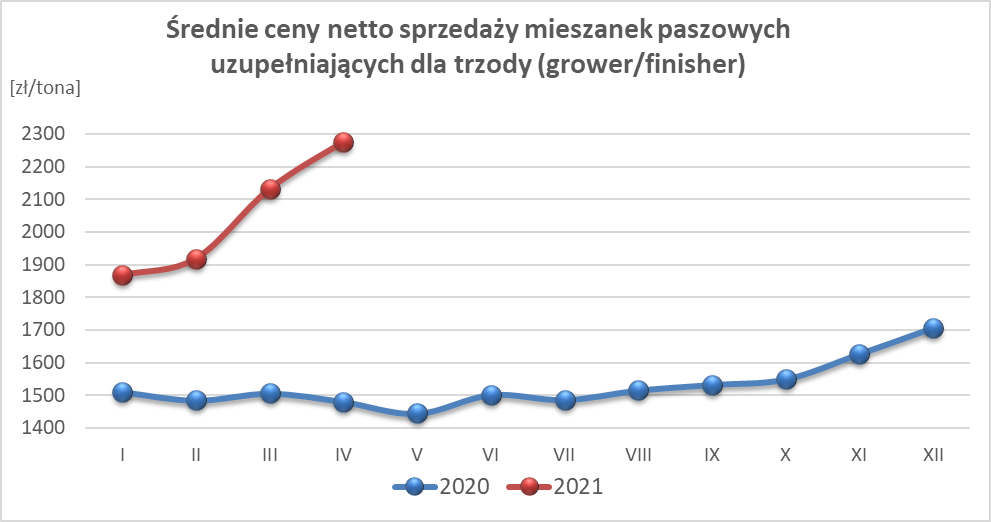 Średnie ceny netto sprzedaży mieszanek paszowych
uzupełniających dla trzody (grower/finisher)
[zł/tona]
2300
2200
2100
2000
1900
1800
1700
1600
1500
1400
I II III IV V VI VII VIII IX X XI XII
2020 2021